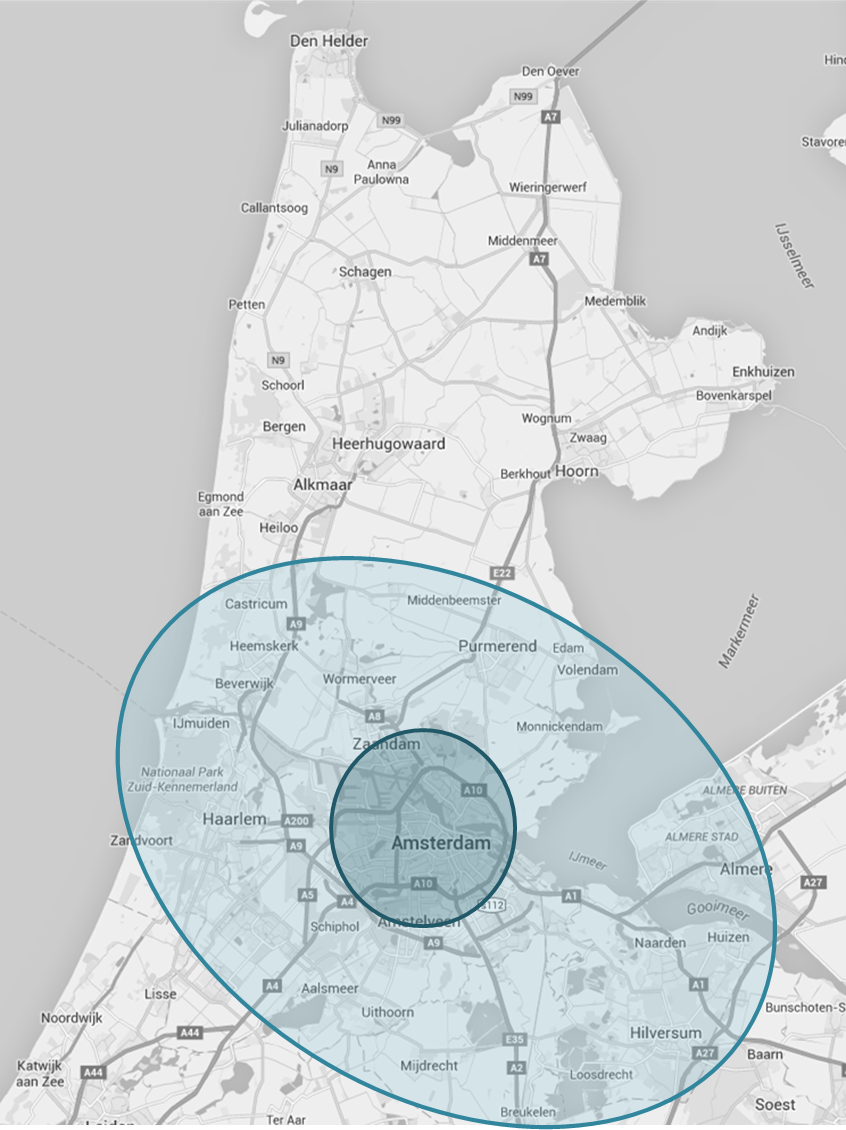 Den Helder
Den Oever
N99
A7
N99
Julianadorp
Stavoren
N9
Anna
Paulowna
Wieringerwerf
Callantsoog
Middenmeer
IJsselmeer
A7
Schagen
Medemblik
Petten
Andijk
N9
Enkhuizen
Schoorl
Bovenkarspel
Wognum
Bergen
Zwaag
Heerhugowaard
Berkhout
Hoorn
Alkmaar
Egmond
aan Zee
Heiloo
E22
Castricum
Middenbeemster
A9
Markermeer
Heemskerk
Purmerend
Edam
Volendam
Wormerveer
Beverwijk
A8
IJmuiden
Monnickendam
Zaandam
Nationaal Park
Zuid-Kennemerland
A10
ALMERE BUITEN
Haarlem
A200
ALMERE STAD
Zandvoort
A9
Amsterdam
IJmeer
Almere
A10
A27
A5
A1
A4
S112
Gooimeer
Schiphol
Amstelveen
A9
Naarden
Huizen
A4
Aalsmeer
A1
Lisse
Bunschoten-S
Noordwijk
Uithoorn
A44
E35
Hilversum
A27
Baarn
Katwijk
aan Zee
A44
Mijdrecht
A2
Loosdrecht
Soest
Breukelen
Ter Aar
Leiden